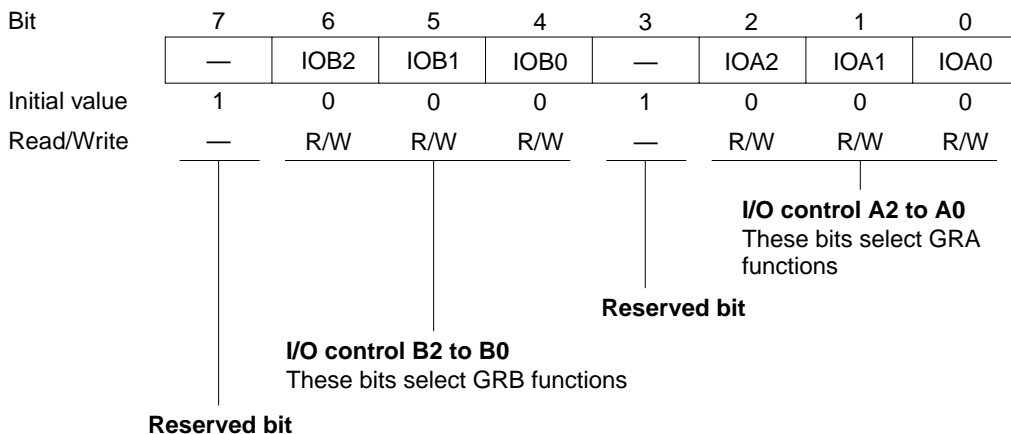 Bit 7 6 5 4 3 2 1 0
— IOB2 IOB1 IOB0 — IOA2 IOA1 IOA0
Initial value 1 0 0 0 1 0 0 0
Read/Write — R/W R/W R/W — R/W R/W R/W
I/O control A2 to A0
These bits select GRA
functions
Reserved bit
I/O control B2 to B0
These bits select GRB functions
Reserved bit